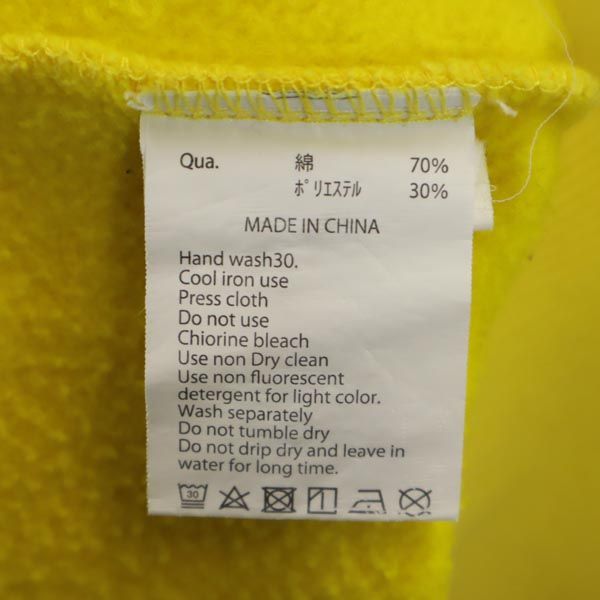 Qua. 綿 70%
ﾎﾟﾘｴｽﾃﾙ 30%
MADE IN CHINA
Hand wash30.
Cool iron use
Press cloth
Do not use
Chiorine bleach
Use non Dry clean
Use non fluorescent
detergent for light color.
Wash separately
Do not tumble dry
Do not drip dry and leave in
water for long time.
30